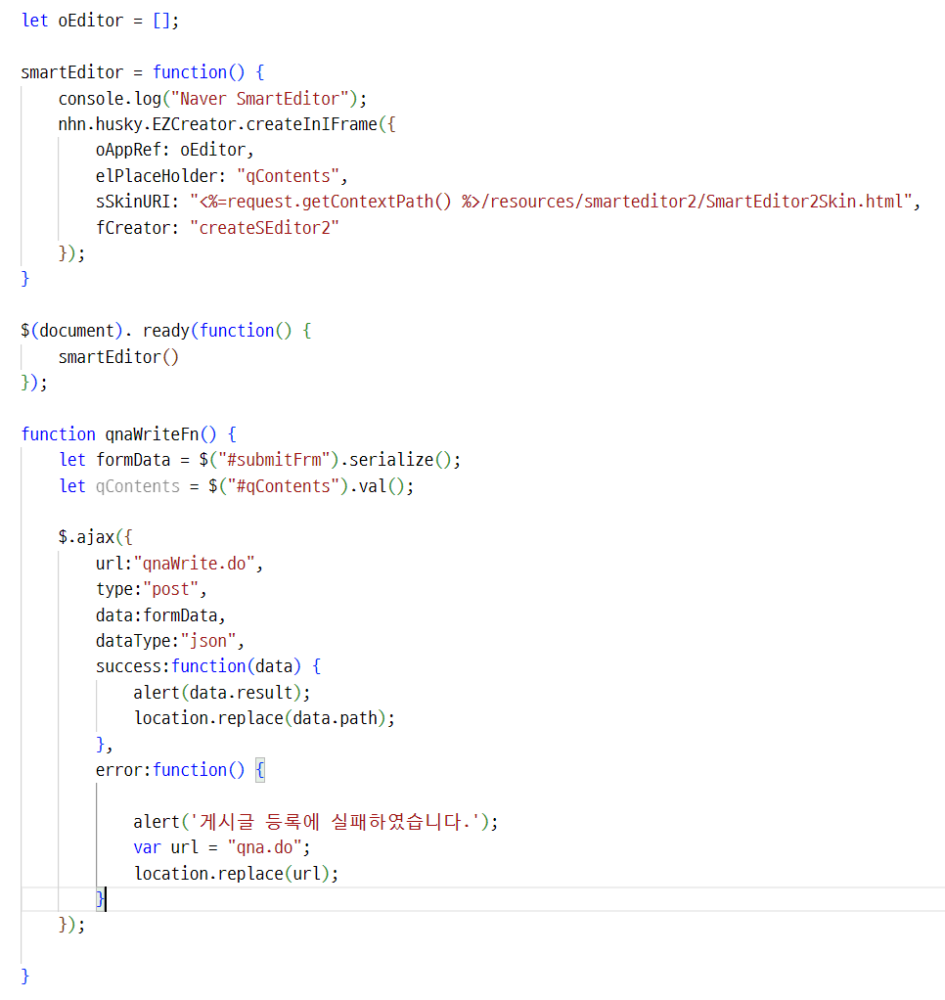 let oEditor = [];
smartEditor = function() {
console.log("Naver SmartEditor");
nhn.husky.EZCreator.createInIFrame({
oAppRef: oEditor,
elPlaceHolder: "qContents",
sSkinURI: "<%=request.getContextPath() %>/resources/smarteditor2/SmartEditor2Skin.html",
fCreator: "createSEditor2"
});
}
$(document). ready(function() {
smartEditor()
});
function qnaWriteFn() {
let formData = $("#submitFrm").serialize();
let qContents = $("#qContents").val();
$.ajax({
url:"qnaWrite.do",
type:"post",
data:formData,
dataType:"json",
success:function(data) {
alert(data.result);
location.replace(data.path);
},
error:function() {
alert('게시글 등록에 실패하였습니다.');
var url = "qna.do";
location.replace(url);
}
});
}